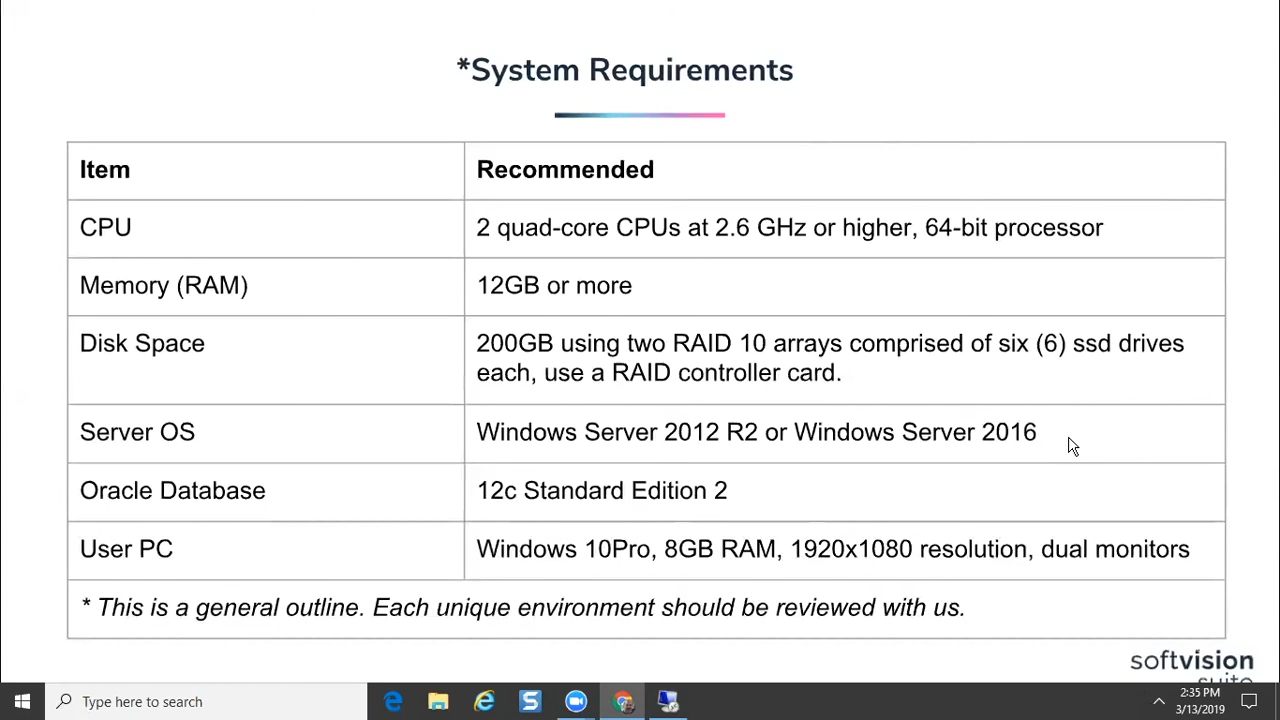 *System Requirements
Item Recommended
CPU 2 quad-core CPUs at 2.6 GHz or higher, 64-bit processor
Memory (RAM) 12GB or more
Disk Space 200GB using two RAID 10 arrays comprised of six (6) ssd drives
each, use a RAID controller card.
Server OS Windows Server 2012 R2 or Windows Server 2016
Oracle Database 12c Standard Edition 2
User PC Windows 10Pro, 8GB RAM, 1920x1080 resolution, dual monitors
* This is a general outline. Each unique environment should be reviewed with us.
softvision
suite
Type here to search
2:35 PM
3/13/2019